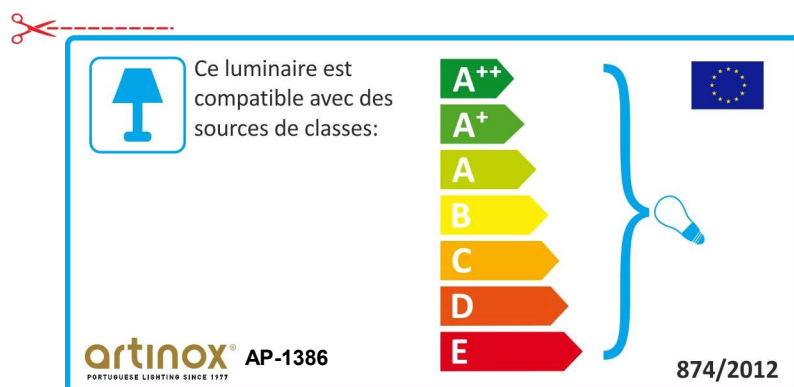 Ce luminaire est
compatible avec des
sources de classes:
A++
A+
A
B
C
D
E
artinox® AP-1386
PORTUGUESE LIGHTING SINCE 1977
874/2012